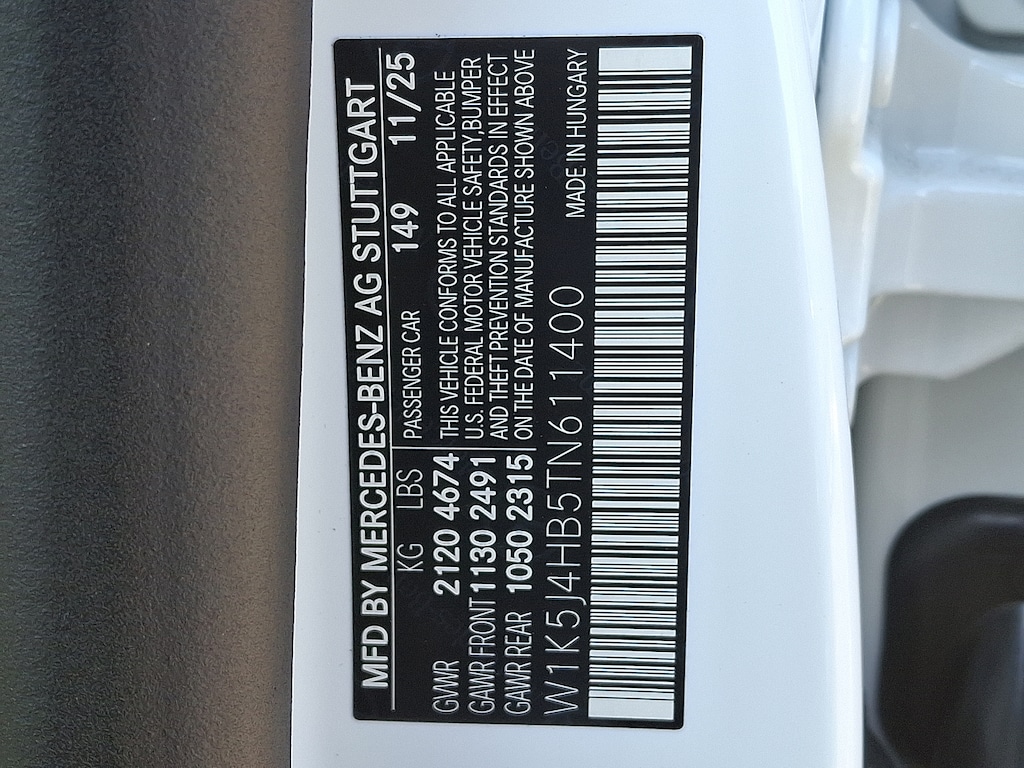 MFD BY MERCEDES-BENZ AG STUTTGART
KG LBS PASSENGER CAR 149 11/25
GVWR 2120 4674 THIS VEHICLE CONFORMS TO ALL APPLICABLE
GAWR FRONT 1130 2491 U.S. FEDERAL MOTOR VEHICLE SAFETY,BUMPER
GAWR REAR 1050 2315 AND THEFT PREVENTION STANDARDS IN EFFECT
ON THE DATE OF MANUFACTURE SHOWN ABOVE
W1K5J4HB5TN611400 MADE IN HUNGARY